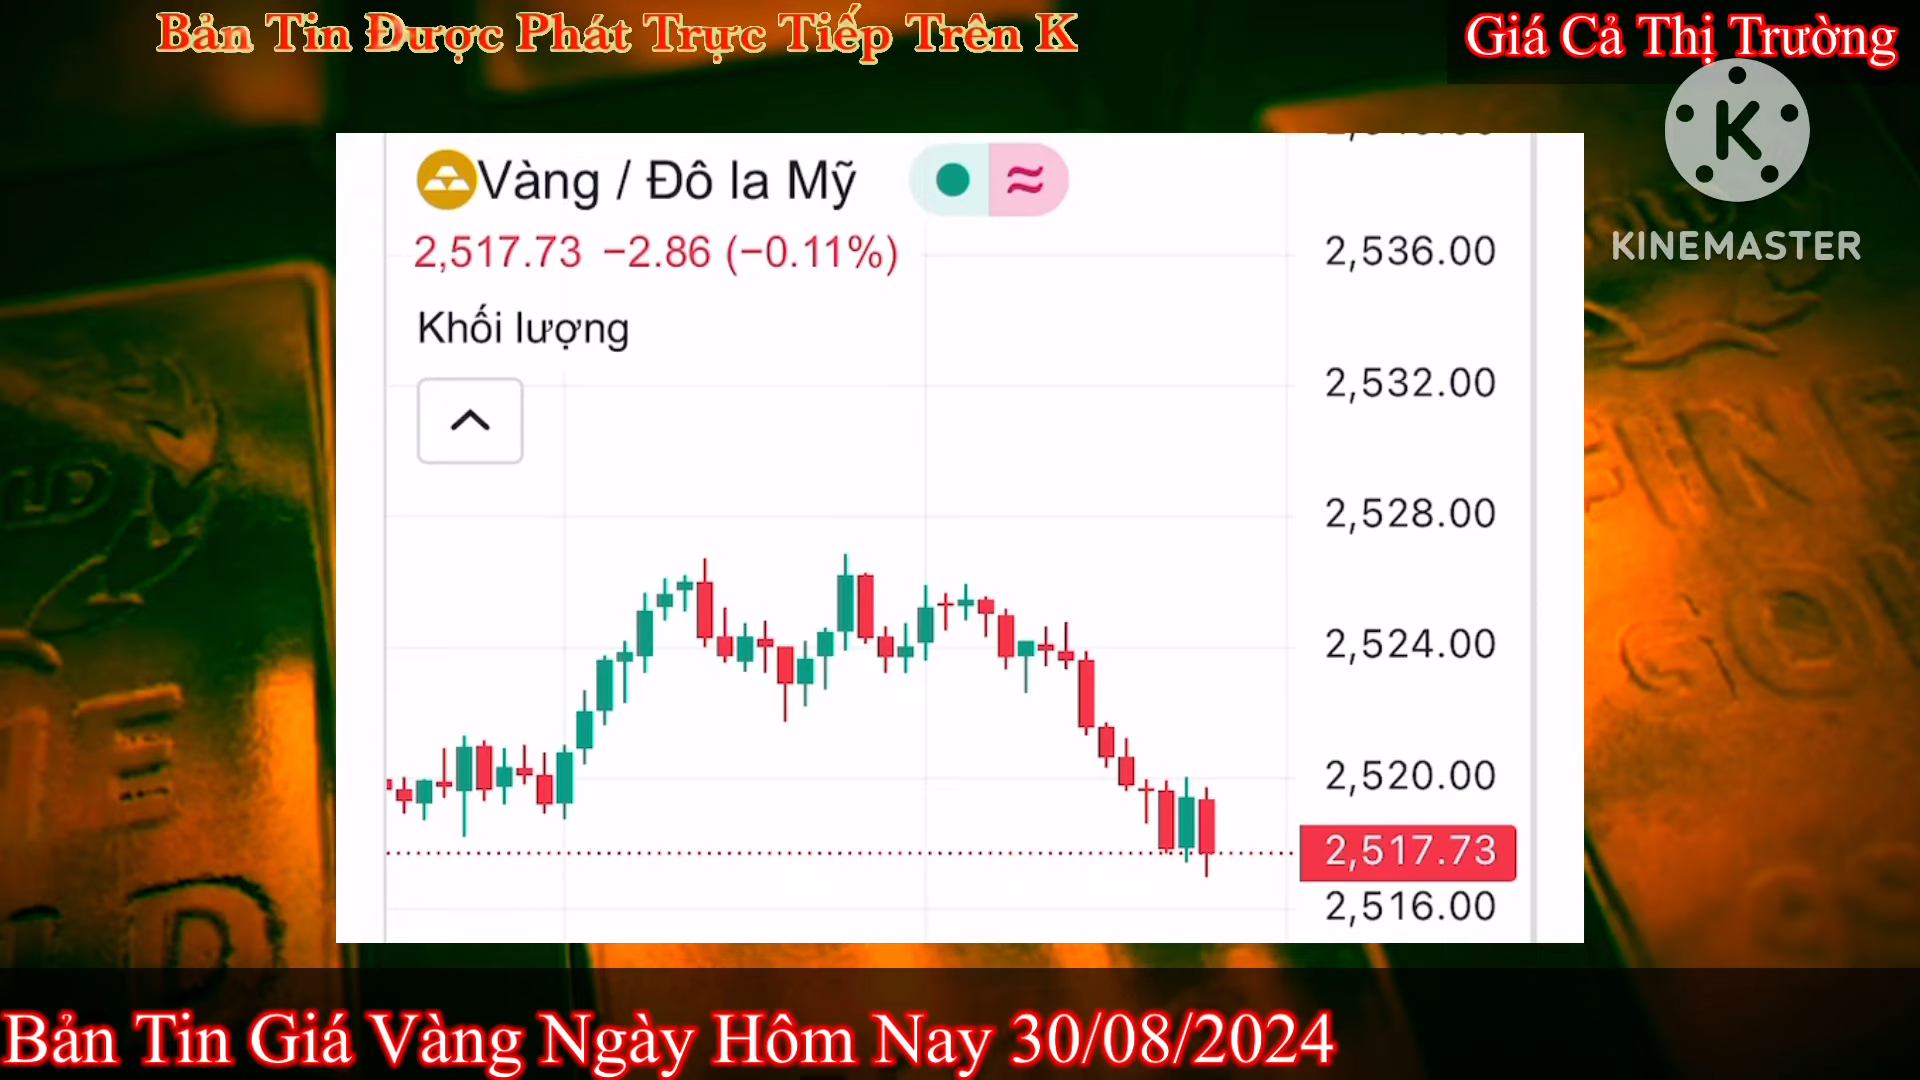 Bản Tin Được Phát Trực Tiếp Trên K
Giá Cả Thị Trường
K
KINEMASTER
Vàng / Đô la Mỹ
2,517.73 −2.86 (−0.11%)
Khối lượng
2,536.00
2,532.00
2,528.00
2,524.00
2,520.00
2,517.73
2,516.00
Bản Tin Giá Vàng Ngày Hôm Nay 30/08/2024